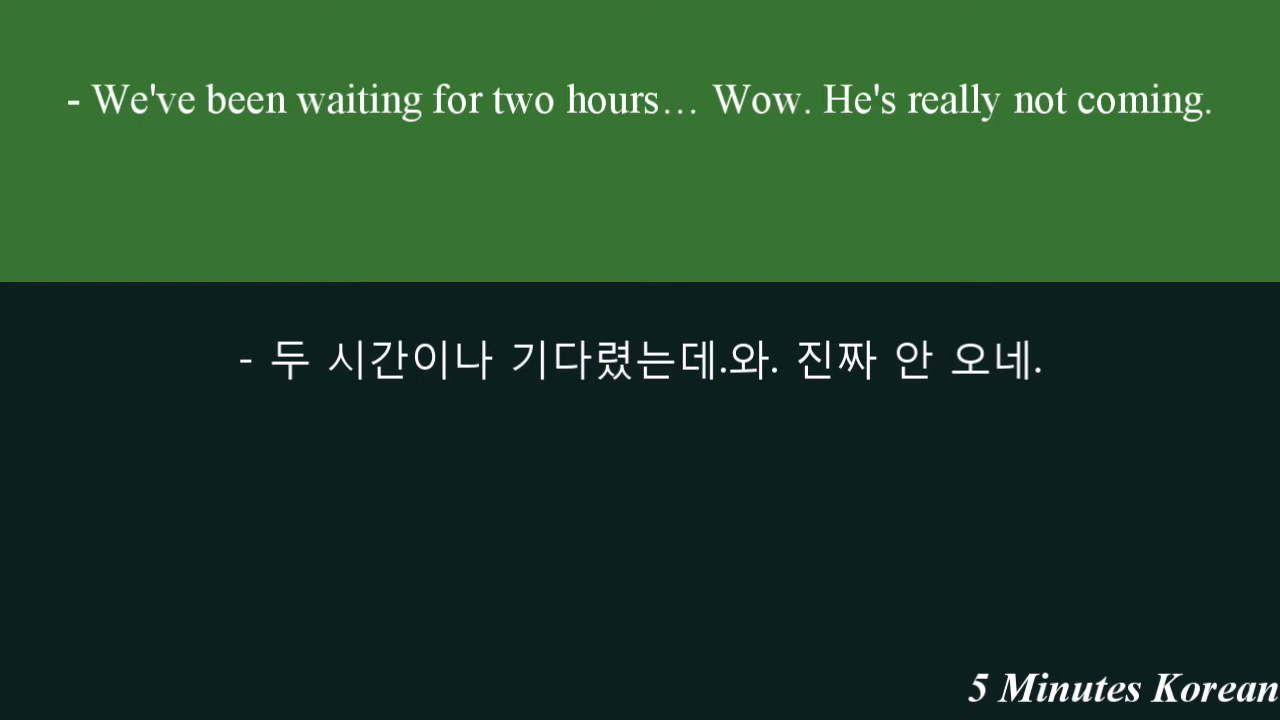 - We've been waiting for two hours… Wow. He's really not coming.
- 두 시간이나 기다렸는데.와. 진짜 안 오네.
5 Minutes Korean